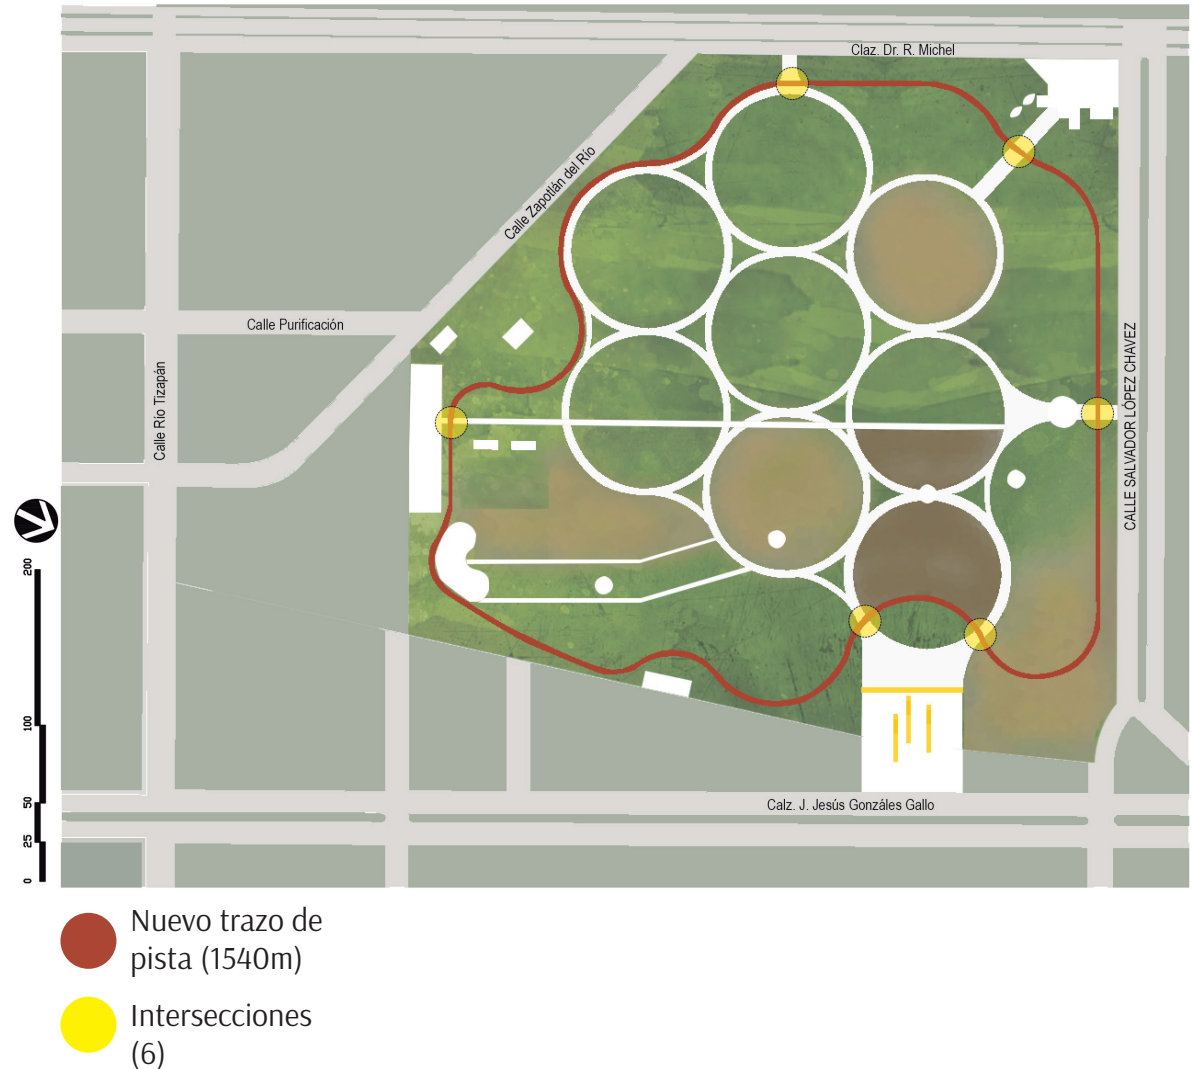 Claz. Dr. R. Michel
Calle Zapotlán del Río
Calle Purificación
Calle Río Tizapán
CALLE SALVADOR LÓPEZ CHAVEZ
200
100
50
25
0
Calz. J. Jesús Gonzáles Gallo
Nuevo trazo de
pista (1540m)
Intersecciones
(6)